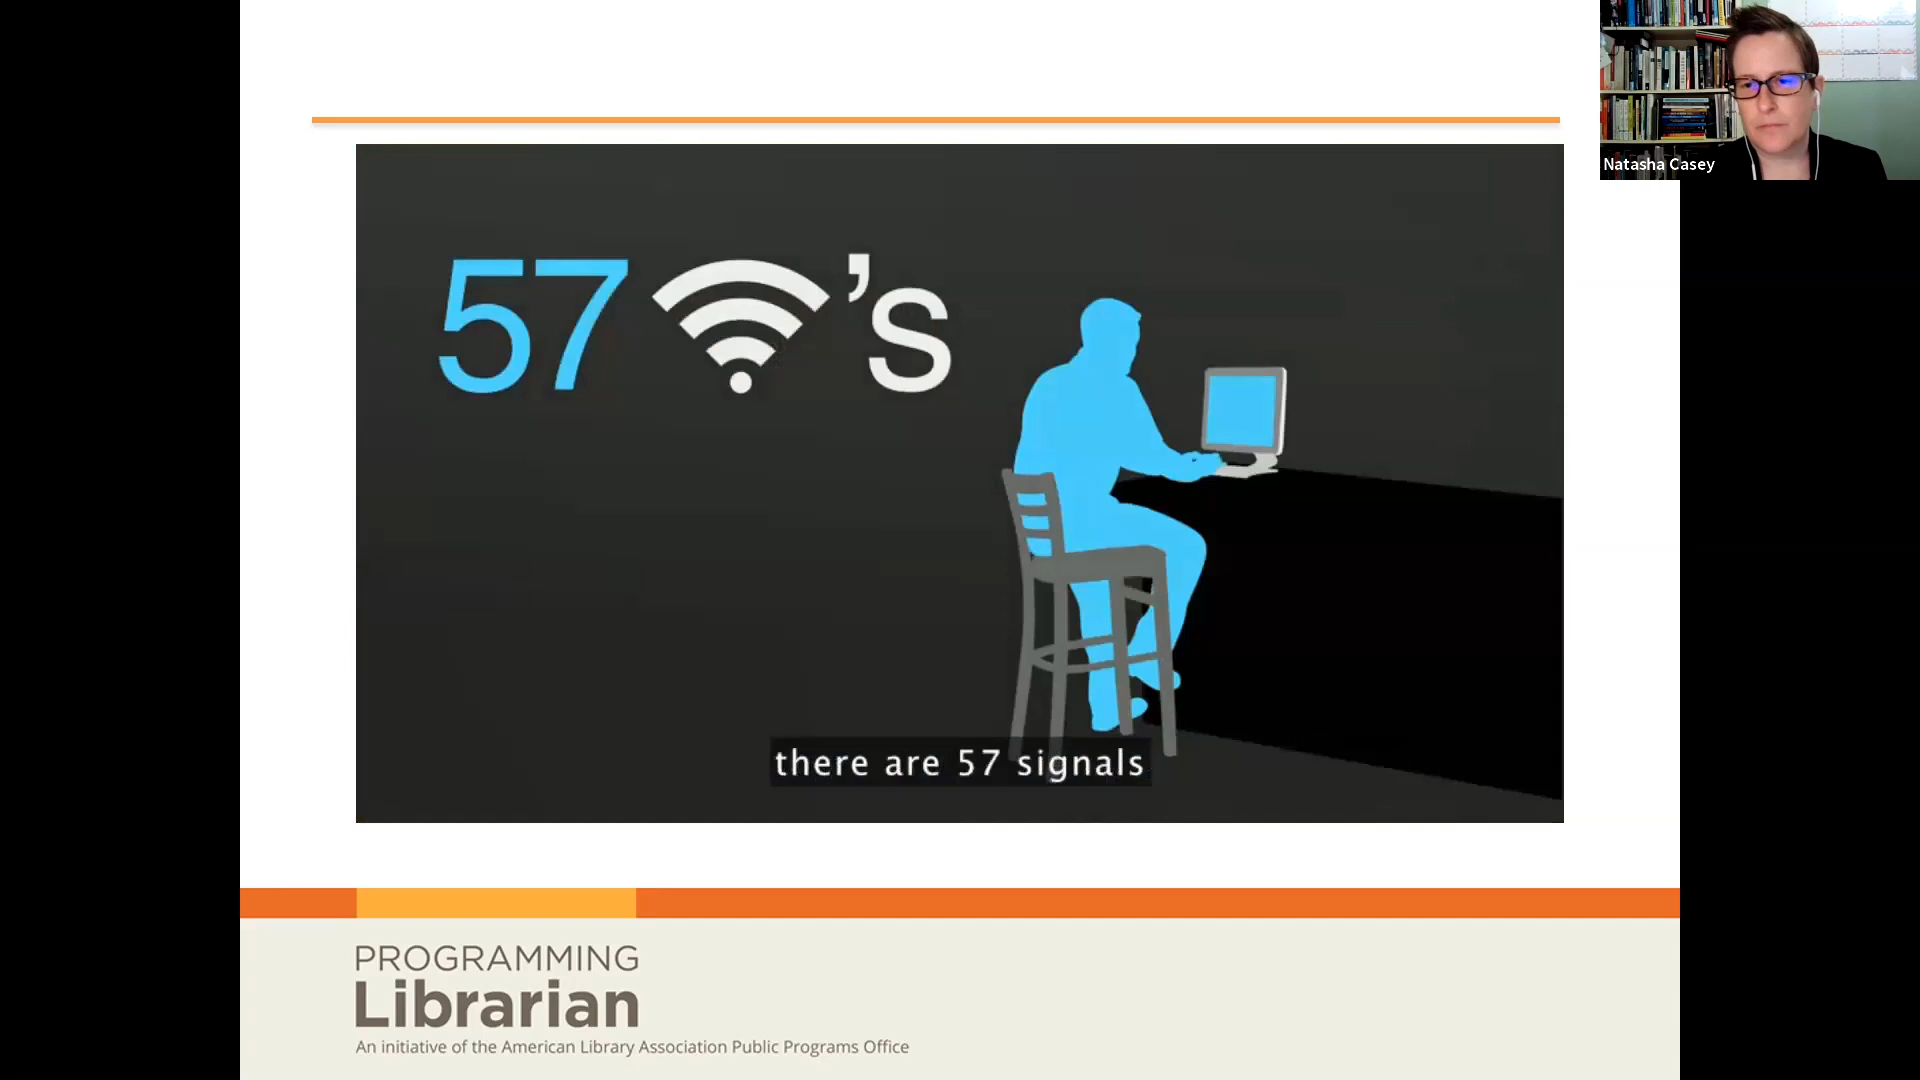 57 's
there are 57 signals
Natasha Casey
PROGRAMMING
Librarian
An initiative of the American Library Association Public Programs Office